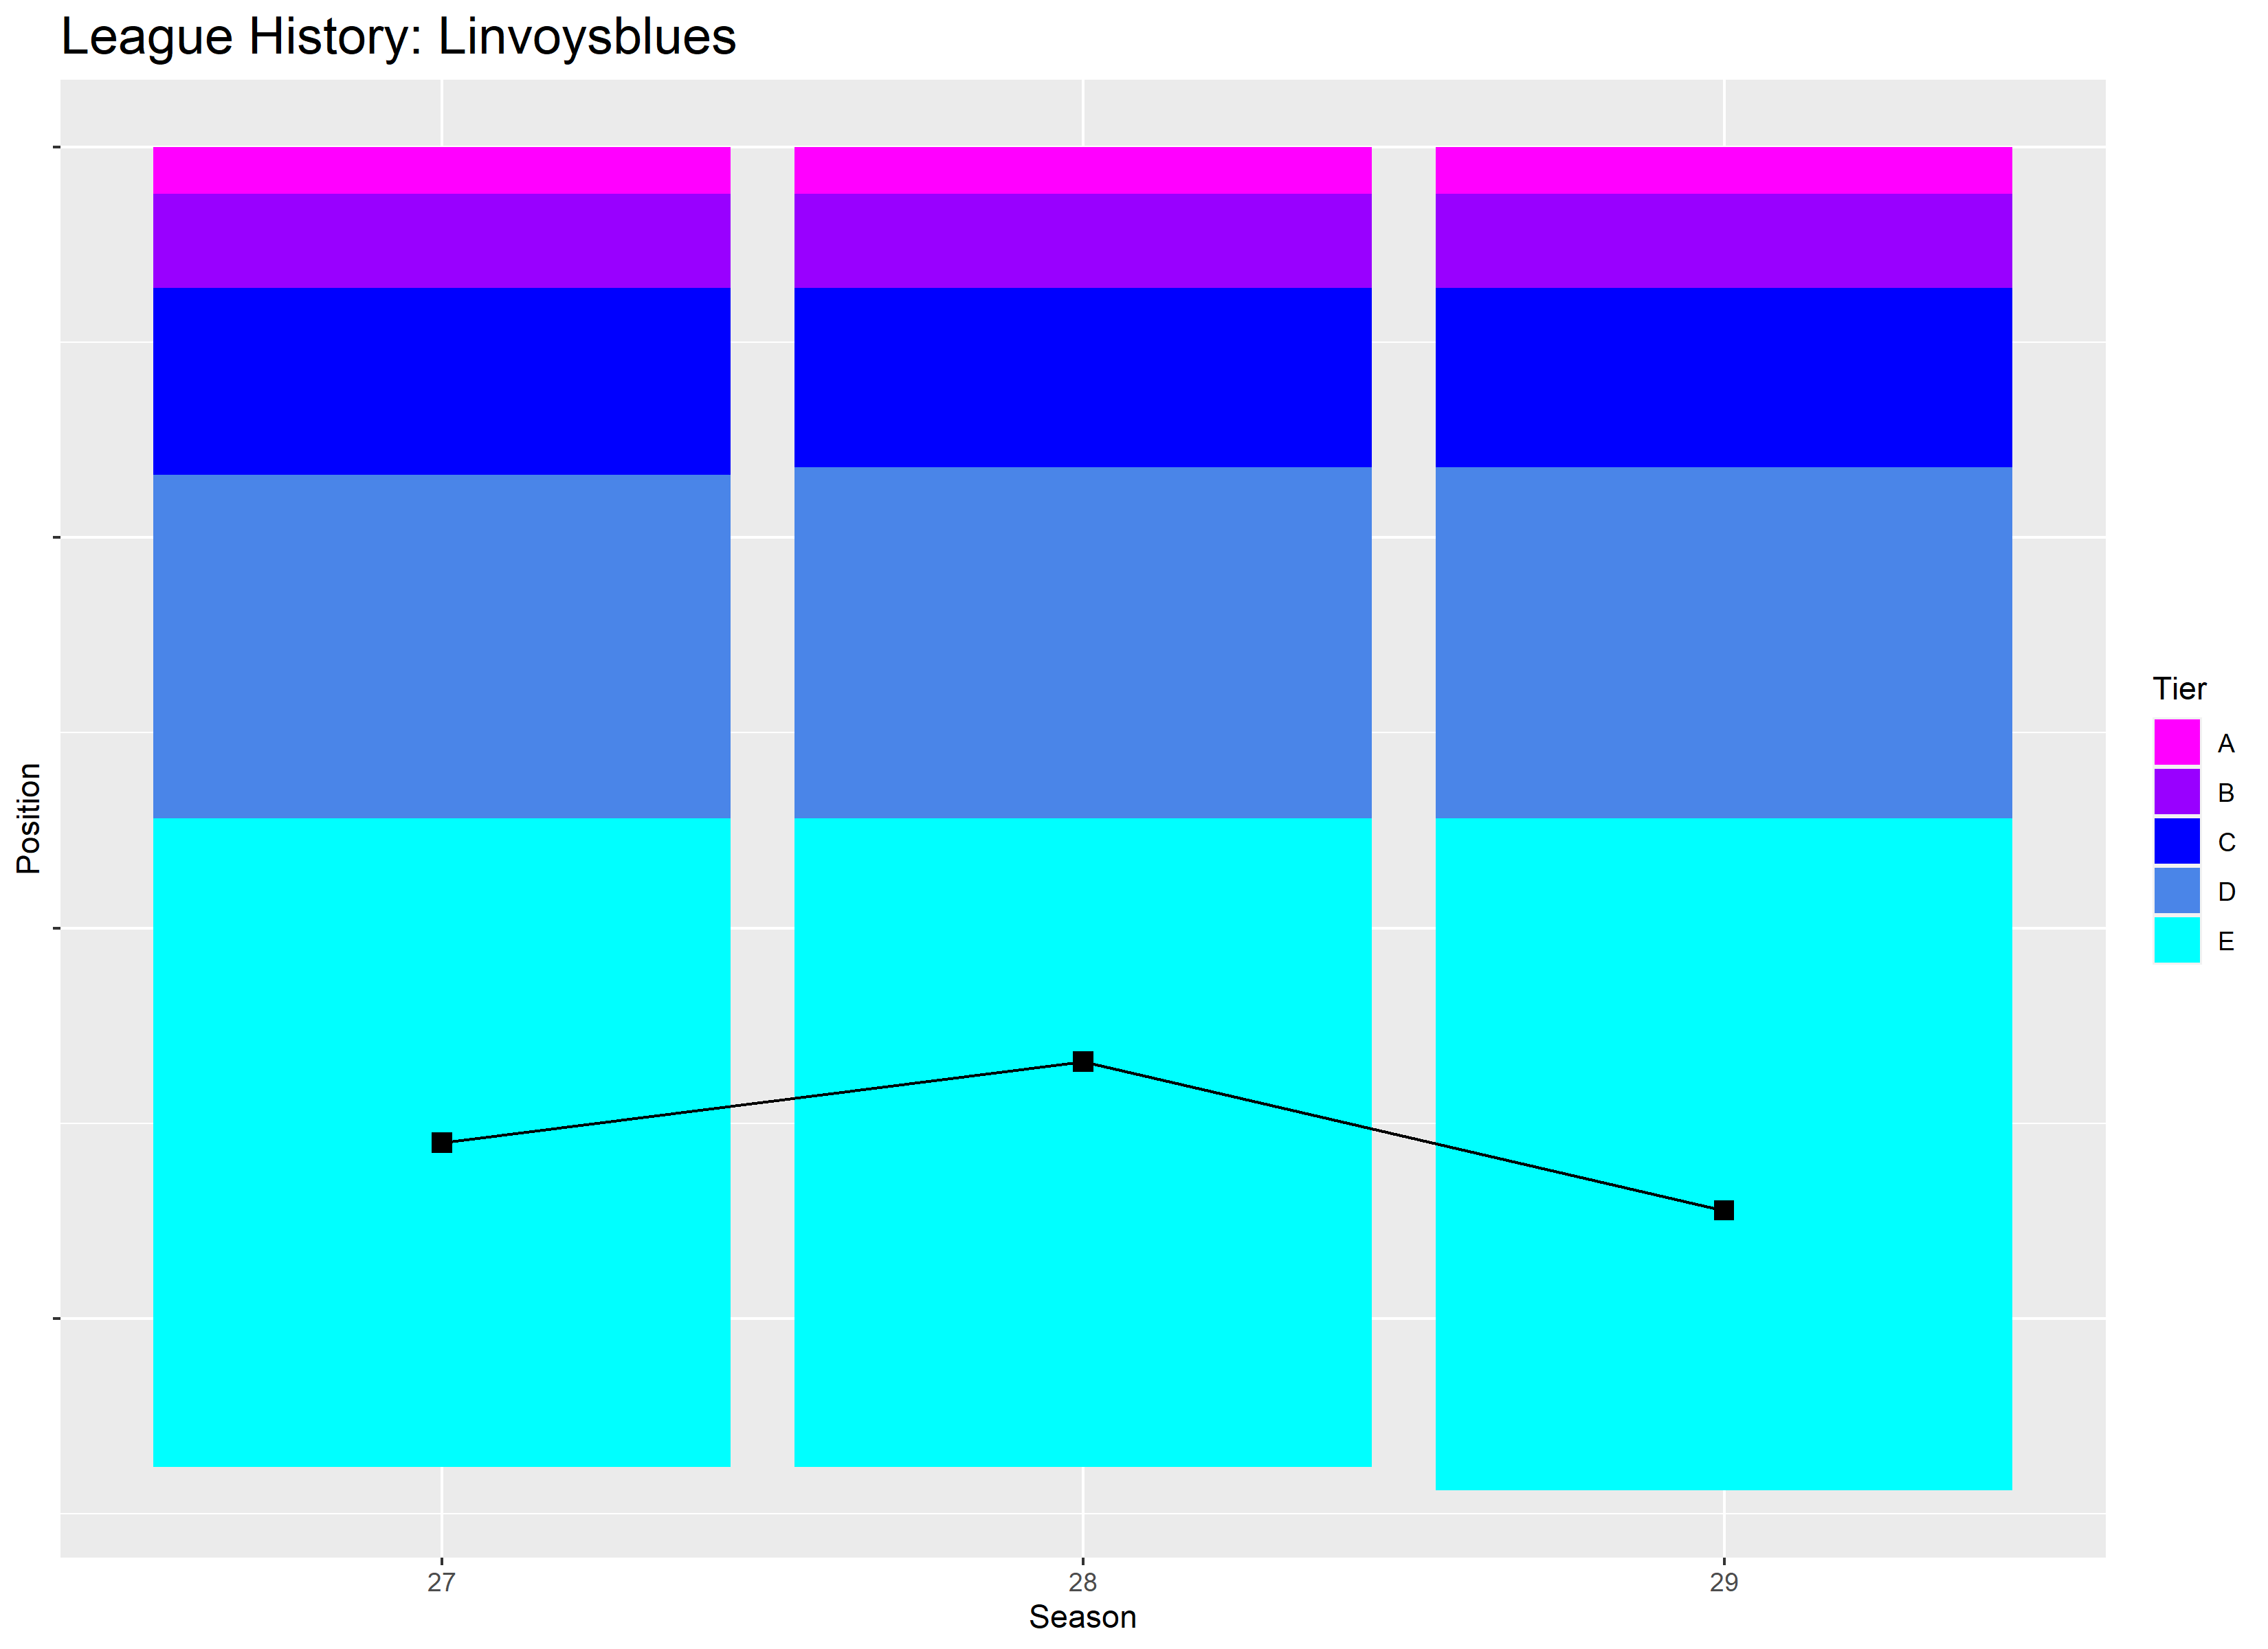 League History: Linvoysblues
Position
27
28
29
Season
Tier
A
B
C
D
E